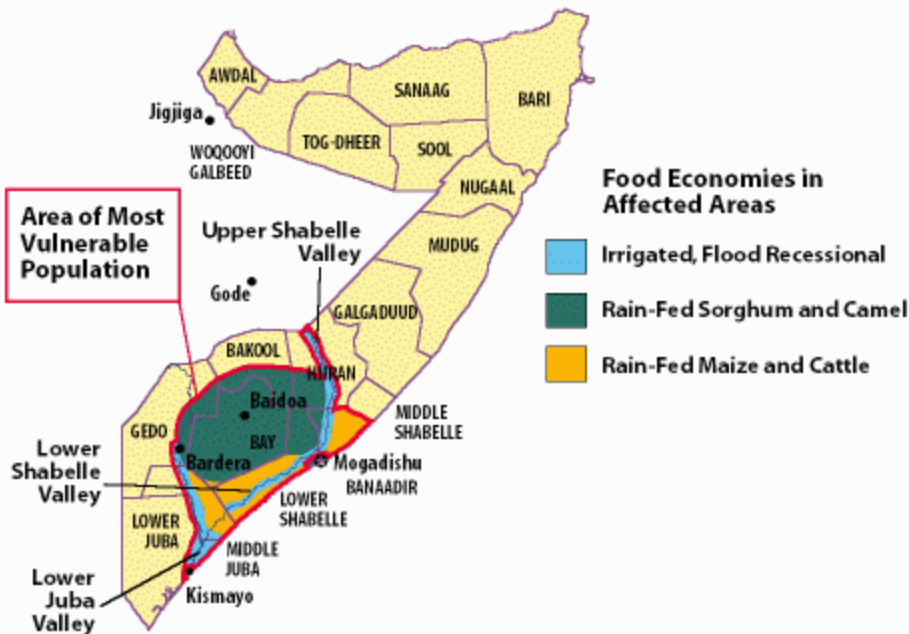 AWDAL
SANAAG
BARI
Jigjiga
TOG-DHEER
SOOL
WOQOOYI
GALBEED
NUGAAL
Food Economies in
Affected Areas
Area of Most
Vulnerable
Population
Upper Shabelle
Valley
MUDUG
Irrigated, Flood Recessional
Gode
GALGADUUD
Rain-Fed Sorghum and Camel
BAKOOL
HIIRAN
Rain-Fed Maize and Cattle
Baidoa
MIDDLE
SHABELLE
GEDO
BAY
Lower
Shabelle
Valley
Bardera
Mogadishu
BANAADIR
LOWER
SHABELLE
LOWER
JUBA
MIDDLE
JUBA
Lower
Juba
Valley
Kismayo